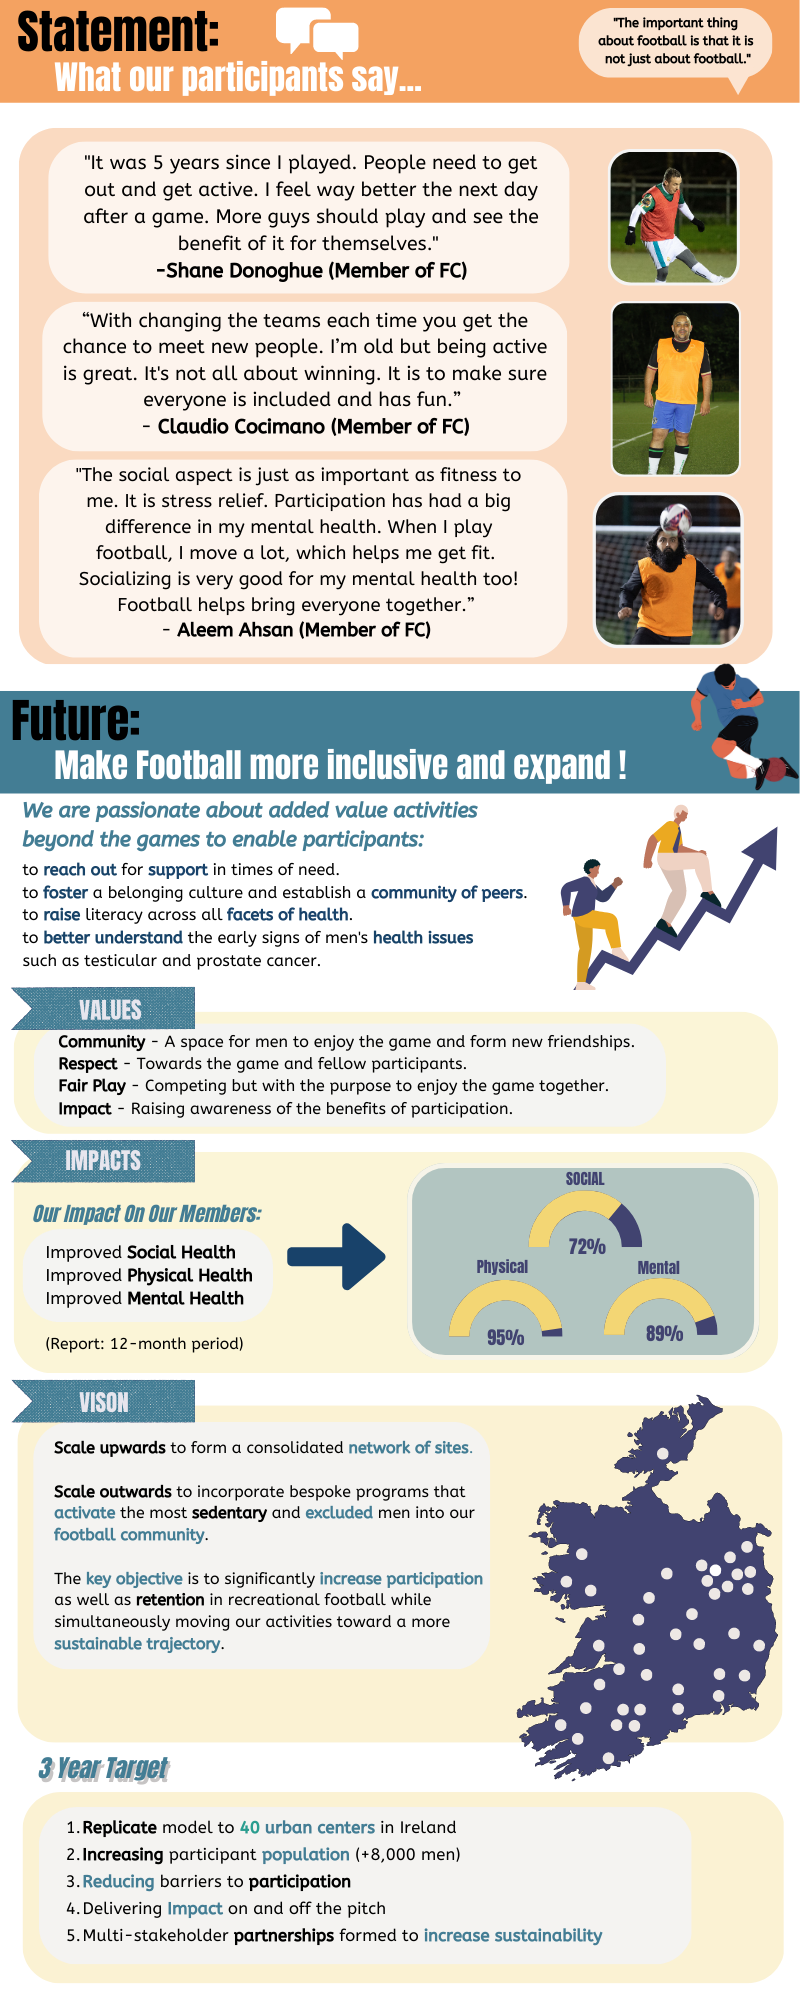 Statement:
What our participants say...
"The important thing
about football is that it is
not just about football."
"It was 5 years since I played. People need to get
out and get active. I feel way better the next day
after a game. More guys should play and see the
benefit of it for themselves."
-Shane Donoghue (Member of FC)
“With changing the teams each time you get the
chance to meet new people. I’m old but being active
is great. It's not all about winning. It is to make sure
everyone is included and has fun.”
- Claudio Cocimano (Member of FC)
"The social aspect is just as important as fitness to
me. It is stress relief. Participation has had a big
difference in my mental health. When I play
football, I move a lot, which helps me get fit.
Socializing is very good for my mental health too!
Football helps bring everyone together.”
- Aleem Ahsan (Member of FC)
Future:
Make Football more inclusive and expand !
We are passionate about added value activities
beyond the games to enable participants:
to reach out for support in times of need.
to foster a belonging culture and establish a community of peers.
to raise literacy across all facets of health.
to better understand the early signs of men's health issues
such as testicular and prostate cancer.
VALUES
Community - A space for men to enjoy the game and form new friendships.
Respect - Towards the game and fellow participants.
Fair Play - Competing but with the purpose to enjoy the game together.
Impact - Raising awareness of the benefits of participation.
IMPACTS
Our Impact On Our Members:
Improved Social Health
Improved Physical Health
Improved Mental Health
(Report: 12-month period)
SOCIAL
72%
Physical
95%
Mental
89%
VISON
Scale upwards to form a consolidated network of sites.
Scale outwards to incorporate bespoke programs that
activate the most sedentary and excluded men into our
football community.
The key objective is to significantly increase participation
as well as retention in recreational football while
simultaneously moving our activities toward a more
sustainable trajectory.
3 Year Target
1. Replicate model to 40 urban centers in Ireland
2. Increasing participant population (+8,000 men)
3. Reducing barriers to participation
4. Delivering Impact on and off the pitch
5. Multi-stakeholder partnerships formed to increase sustainability